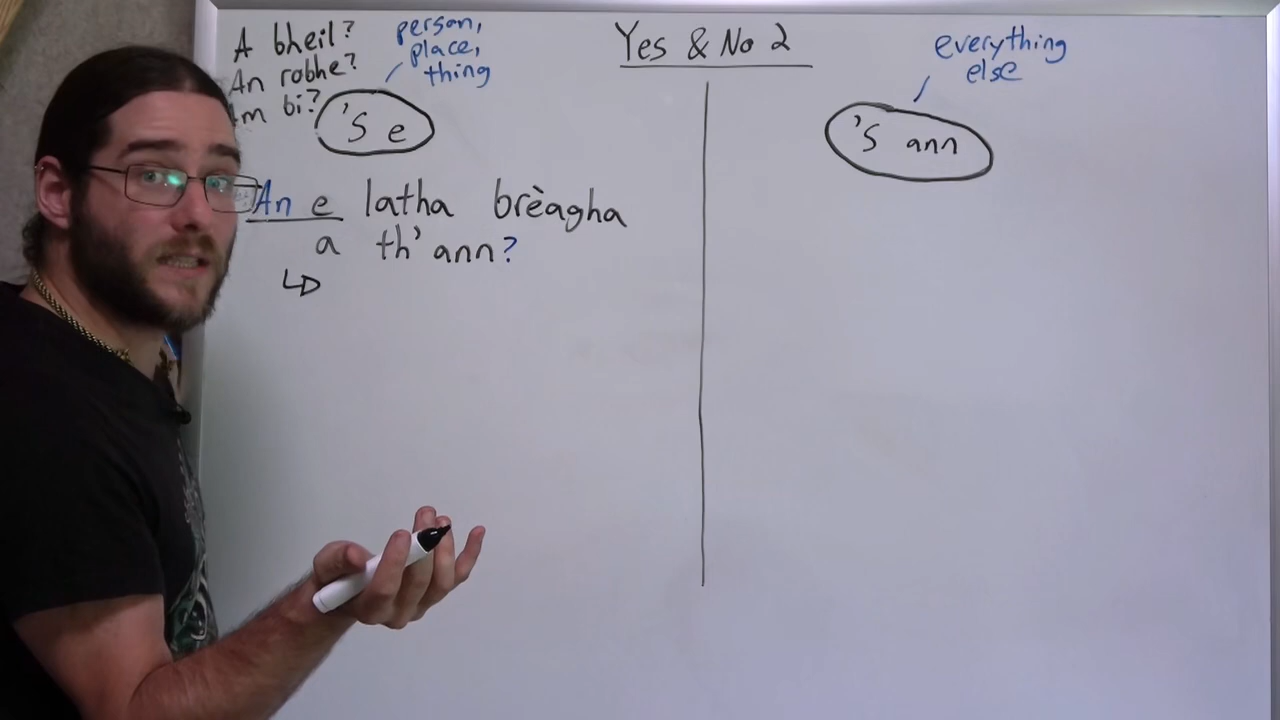 Yes & No 2
A bheil?
An robhe?
Am bi?
person,
place,
thing
'S e
An e latha brèagha
a th' ann?
everything
else
'S ann